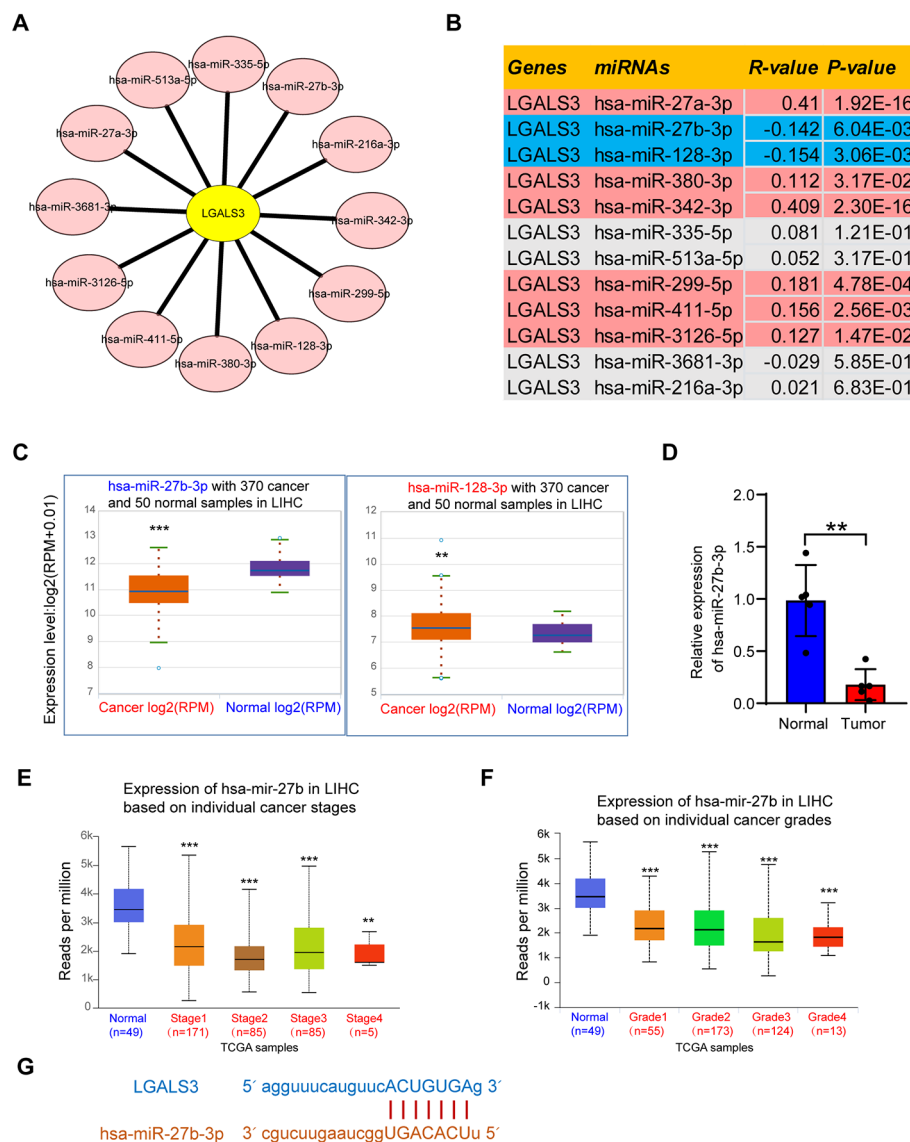 A
hsa-miR-335-5p
hsa-miR-513a-5p
hsa-miR-27b-3p
hsa-miR-27a-3p
hsa-miR-216a-3p
hsa-miR-3681-3p
LGALS3
hsa-miR-342-3p
hsa-miR-3126-5p
hsa-miR-299-5p
hsa-miR-411-5p
hsa-miR-128-3p
hsa-miR-380-3p
B
Genes miRNAs R-value P-value
LGALS3 hsa-miR-27a-3p 0.41 1.92E-16
LGALS3 hsa-miR-27b-3p -0.142 6.04E-03
LGALS3 hsa-miR-128-3p -0.154 3.06E-03
LGALS3 hsa-miR-380-3p 0.112 3.17E-02
LGALS3 hsa-miR-342-3p 0.409 2.30E-16
LGALS3 hsa-miR-335-5p 0.081 1.21E-01
LGALS3 hsa-miR-513a-5p 0.052 3.17E-01
LGALS3 hsa-miR-299-5p 0.181 4.78E-04
LGALS3 hsa-miR-411-5p 0.156 2.56E-03
LGALS3 hsa-miR-3126-5p 0.127 1.47E-02
LGALS3 hsa-miR-3681-3p -0.029 5.85E-01
LGALS3 hsa-miR-216a-3p 0.021 6.83E-01
C
Expression level:log2(RPM+0.01)
hsa-miR-27b-3p with 370 cancer
and 50 normal samples in LIHC
14
13
12
11
10
9
8
7
***
Cancer log2(RPM) Normal log2(RPM)
hsa-miR-128-3p with 370 cancer
and 50 normal samples in LIHC
12
11
10
9
8
7
6
5
**
Cancer log2(RPM) Normal log2(RPM)
D
Relative expression
of hsa-miR-27b-3p
2.0
1.5
1.0
0.5
0.0
**
Normal Tumor
E
Expression of hsa-mir-27b in LIHC
based on individual cancer stages
Reads per million
6k
5k
4k
3k
2k
1k
0
*** *** *** **
Normal Stage1 Stage2 Stage3 Stage4
(n=49) (n=171) (n=85) (n=85) (n=5)
TCGA samples
F
Expression of hsa-mir-27b in LIHC
based on individual cancer grades
Reads per million
6k
5k
4k
3k
2k
1k
0
-1k
*** *** *** ***
Normal Grade1 Grade2 Grade3 Grade4
(n=49) (n=55) (n=173) (n=124) (n=13)
TCGA samples
G
LGALS3 5′ agguuucauguucACUGUGAg 3′
hsa-miR-27b-3p 3′ cgucuugaaucggUGACACUu 5′